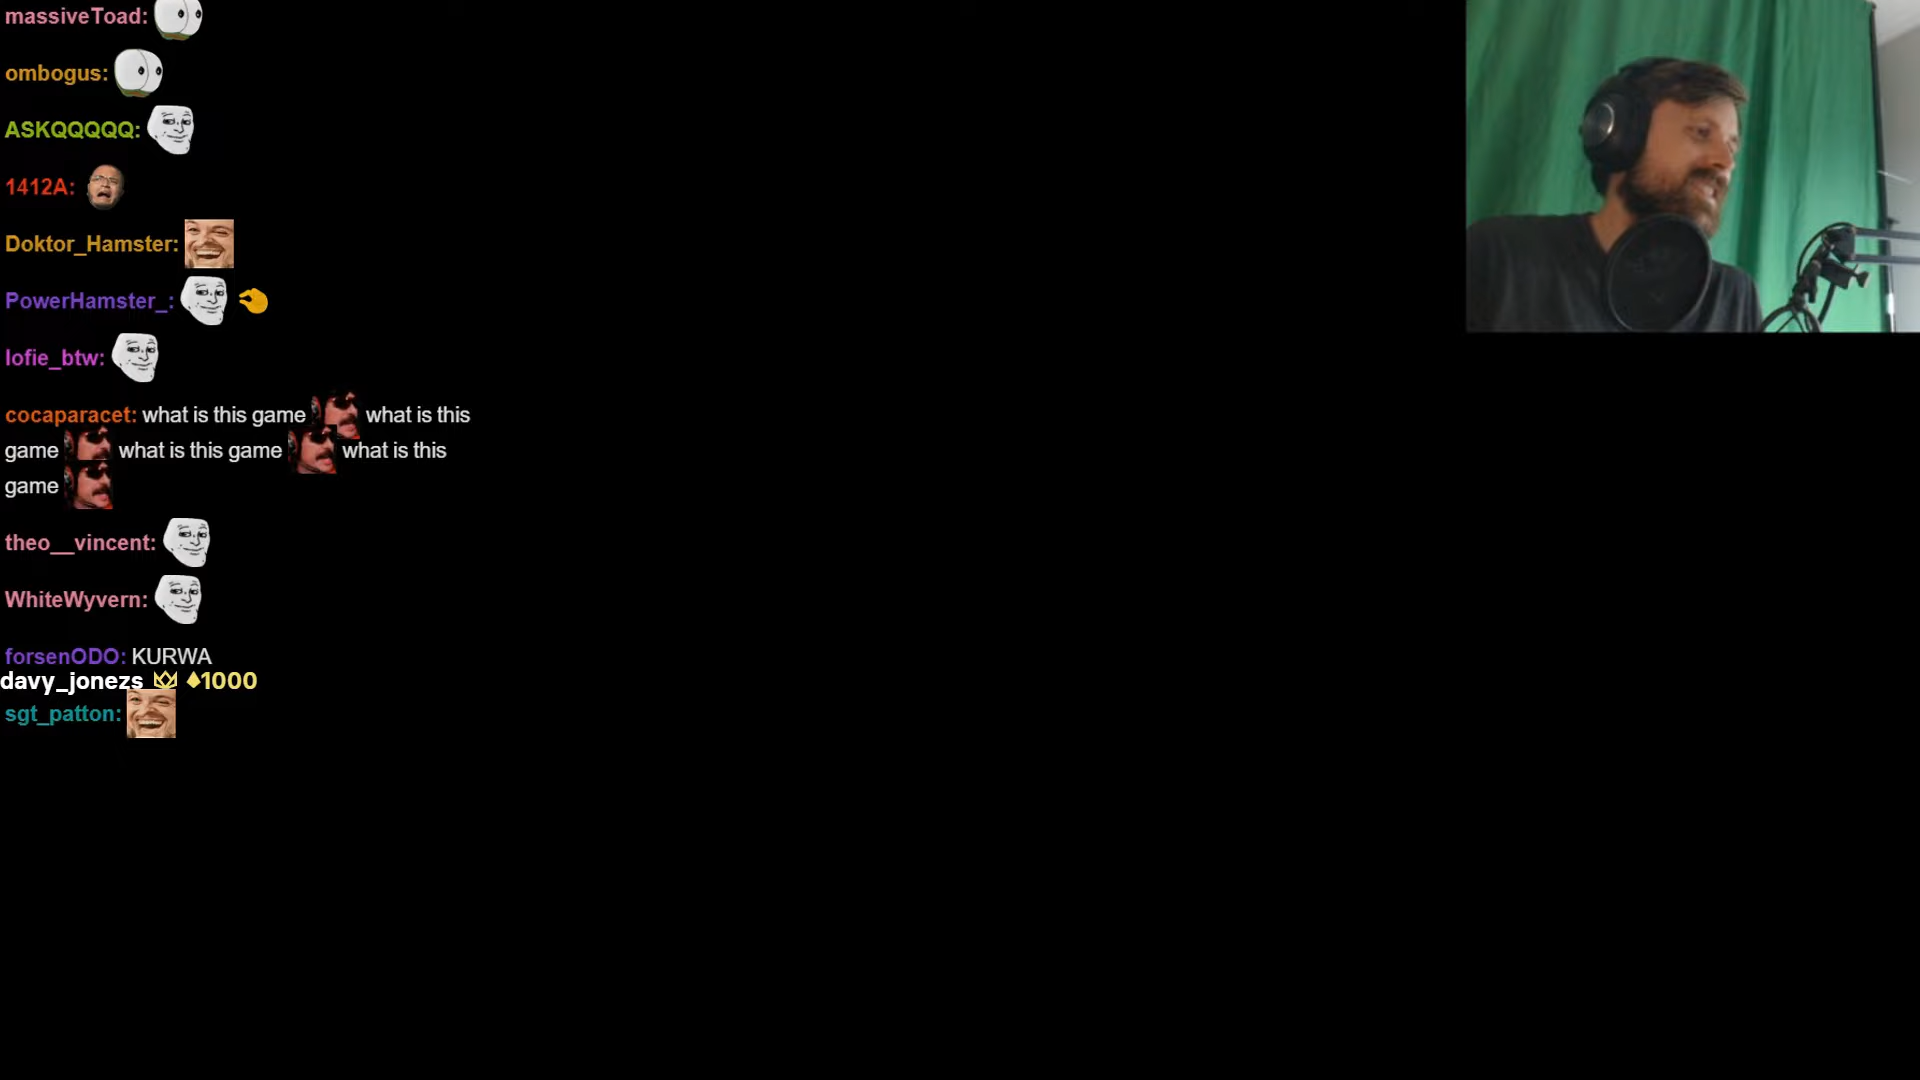 massiveToad:
ombogus:
ASKQQQQQ:
1412A:
Doktor_Hamster:
PowerHamster_:
lofie_btw:
cocaparacet: what is this game what is this
game what is this game what is this
game
theo__vincent:
WhiteWyvern:
forsenODO: KURWA
davy_jonezs 1000
sgt_patton: